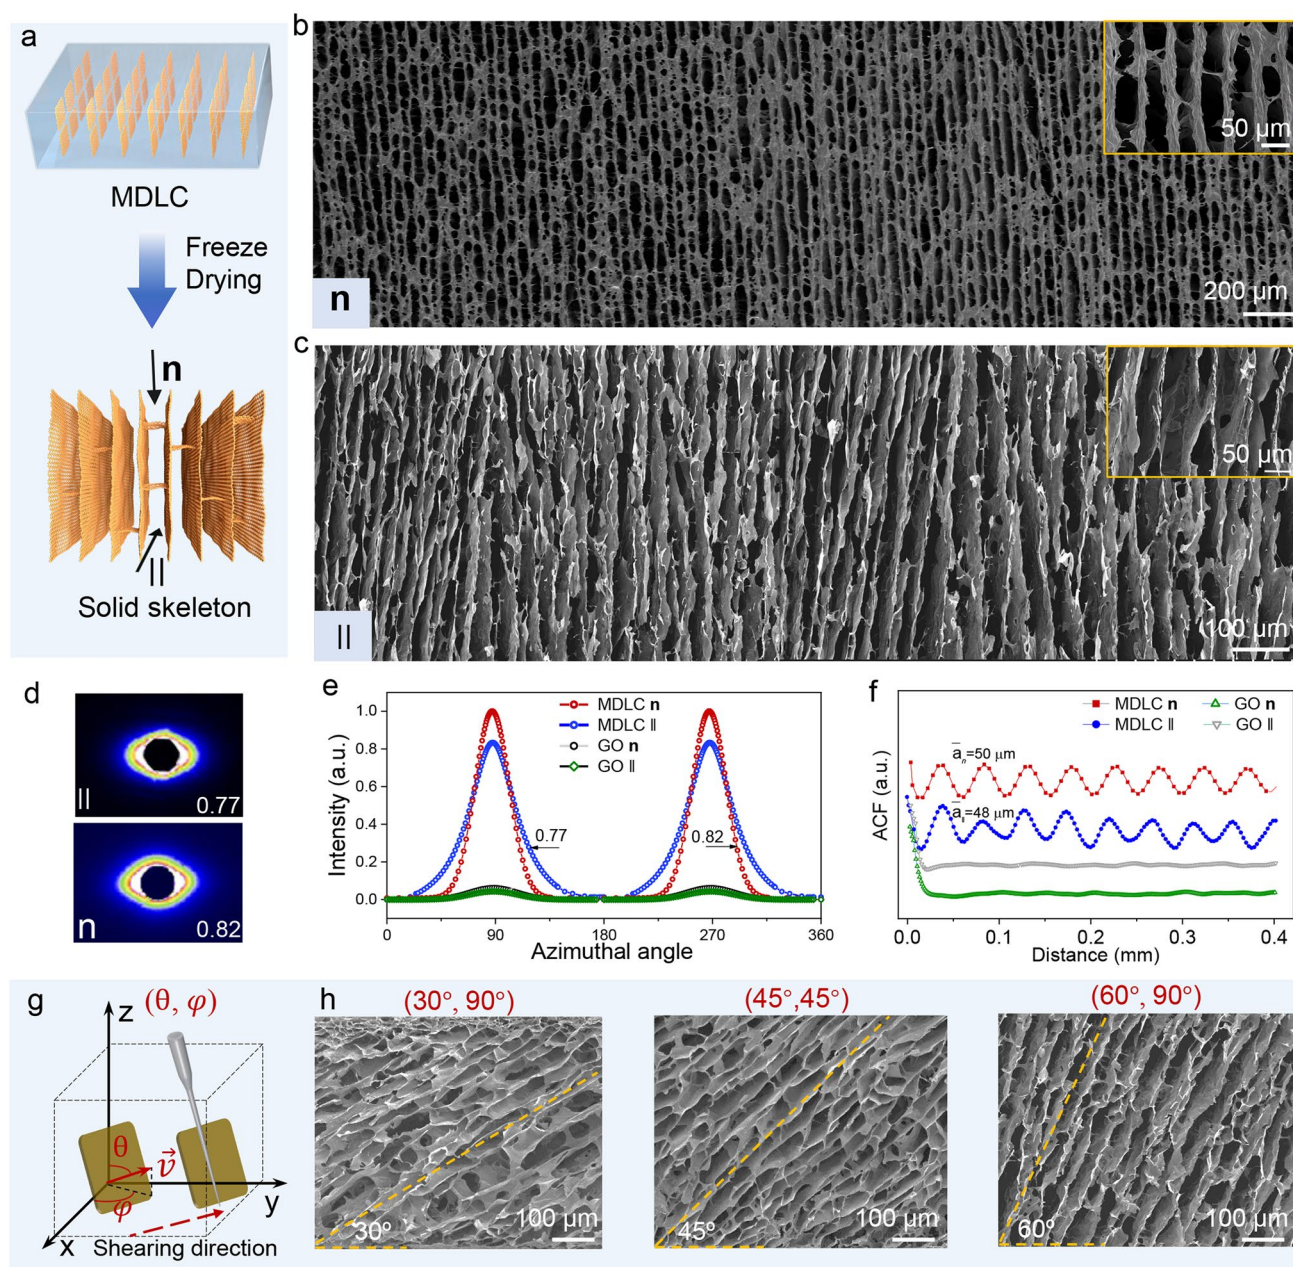 a
MDLC
Freeze
Drying
n
||
Solid skeleton
b
50 μm
200 μm
n
c
50 μm
100 μm
||
d
||
0.77
n
0.82
e
MDLC n
MDLC ||
GO n
GO ||
0.77
0.82
1.0
0.8
0.6
0.4
0.2
0.0
Intensity (a.u.)
0 90 180 270 360
Azimuthal angle
f
MDLC n GO n
MDLC || GO ||
a̅ₙ=50 μm
a̅॥=48 μm
ACF (a.u.)
0.0 0.1 0.2 0.3 0.4
Distance (mm)
g
z
(θ, φ)
θ
v⃗
φ
y
x
Shearing direction
h
(30°, 90°)
30°
100 μm
(45°,45°)
45°
100 μm
(60°, 90°)
60°
100 μm